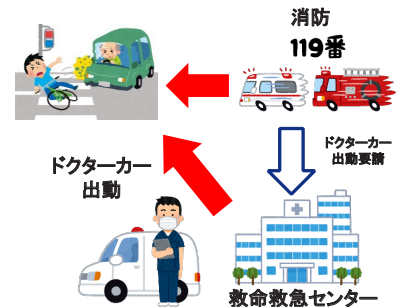 消防
119番
ドクターカー
出動要請
ドクターカー
出動
救命救急センター